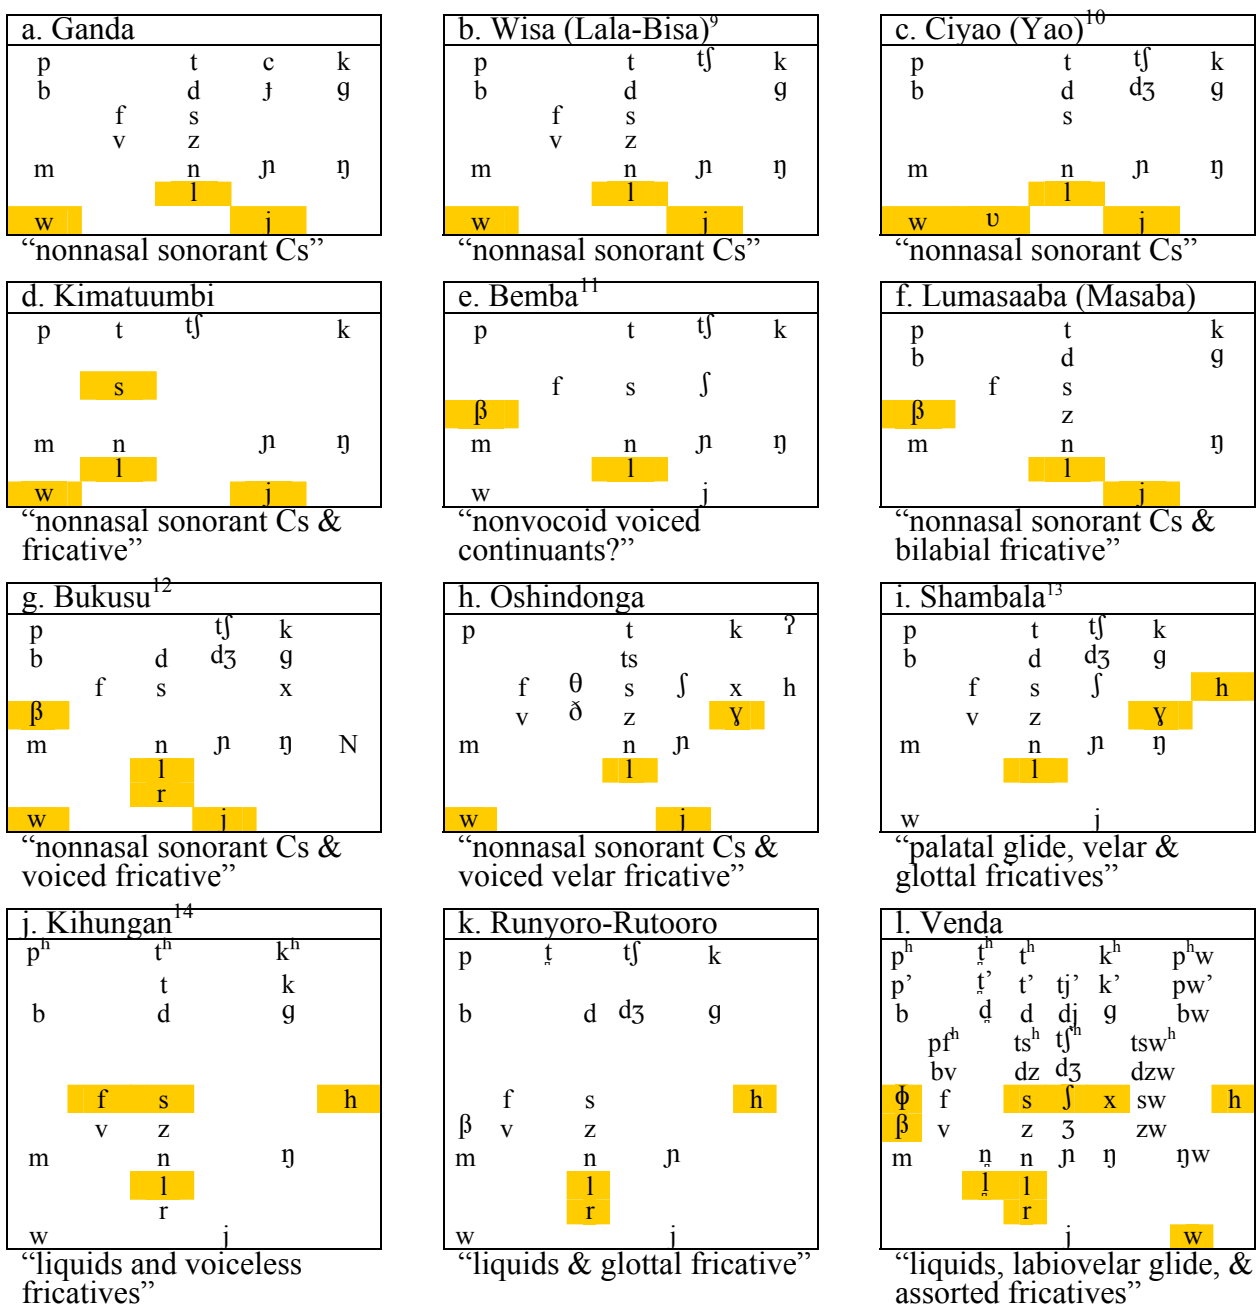 a. Ganda
p t c k
b d ɟ g
f s
v z
m n ɲ ŋ
l
w j
“nonnasal sonorant Cs”
b. Wisa (Lala-Bisa)⁹
p t tʃ k
b d g
f s
v z
m n ɲ ŋ
l
w j
“nonnasal sonorant Cs”
c. Ciyao (Yao)¹⁰
p t tʃ k
b d dʒ g
s
m n ɲ ŋ
l
w ʋ j
“nonnasal sonorant Cs”
d. Kimatuumbi
p t tʃ k
s
m n ɲ ŋ
l
w j
“nonnasal sonorant Cs &
fricative”
e. Bemba¹¹
p t tʃ k
f s ʃ
β
m n ɲ ŋ
l
w j
“nonvocoid voiced
continuants?”
f. Lumasaaba (Masaba)
p t k
b d g
f s
β z
m n ŋ
l
j
“nonnasal sonorant Cs &
bilabial fricative”
g. Bukusu¹²
p tʃ k
b d dʒ g
f s x
β
m n ɲ ŋ N
l
r
w j
“nonnasal sonorant Cs &
voiced fricative”
h. Oshindonga
p t k ʔ
ts
f θ s ʃ x h
v ð z ɣ
m n ɲ
l
w j
“nonnasal sonorant Cs &
voiced velar fricative”
i. Shambala¹³
p t tʃ k
b d dʒ g
f s ʃ h
v z ɣ
m n ɲ ŋ
l
w j
“palatal glide, velar &
glottal fricatives”
j. Kihungan¹⁴
pʰ tʰ kʰ
t k
b d g
f s h
v z
m n ŋ
l
r
w j
“liquids and voiceless
fricatives”
k. Runyoro-Rutooro
p t̪ tʃ k
b d dʒ g
f s h
β v z
m n ɲ
l
r
w j
“liquids & glottal fricative”
l. Venda
pʰ t̪ʰ tʰ kʰ pʰw
p’ t̪’ t’ tj’ k’ pw’
b d̪ d dj g bw
pfʰ tsʰ tʃʰ tswʰ
bv dz dʒ dzw
ɸ f s ʃ x sw h
β v z ʒ zw
m n̪ n ɲ ŋ ŋw
l̪ l
r
j w
“liquids, labiovelar glide, &
assorted fricatives”